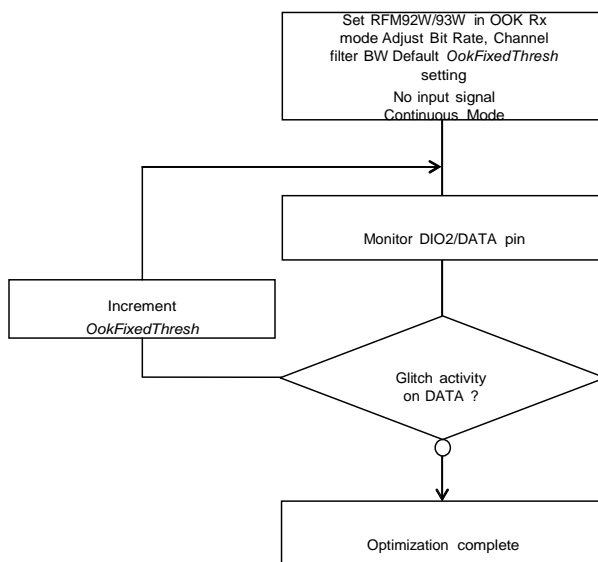 Set RFM92W/93W in OOK Rx
mode Adjust Bit Rate, Channel
filter BW Default OokFixedThresh
setting
No input signal
Continuous Mode
Monitor DIO2/DATA pin
Increment
OokFixedThresh
Glitch activity
on DATA ?
Optimization complete